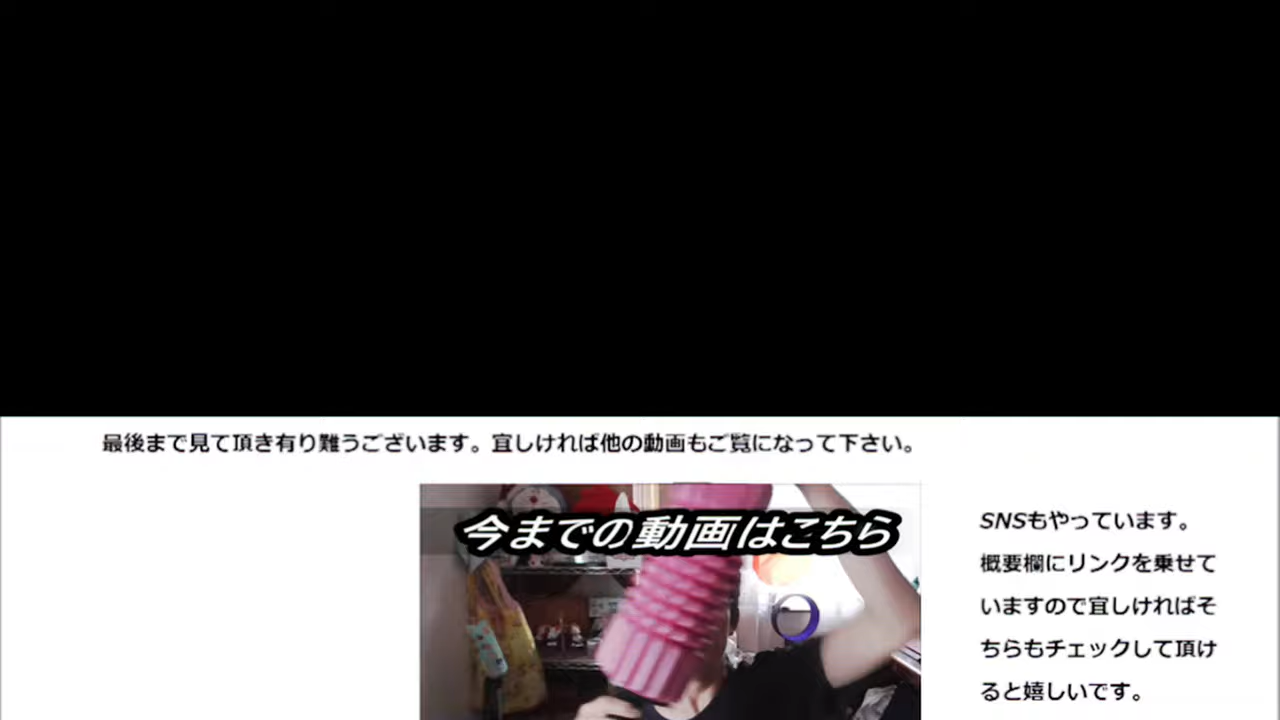 最後まで見て頂き有り難うございます。宜しければ他の動画もご覧になって下さい。
今までの動画はこちら
SNSもやっています。
概要欄にリンクを乗せて
いますので宜しければそ
ちらもチェックして頂け
ると嬉しいです。